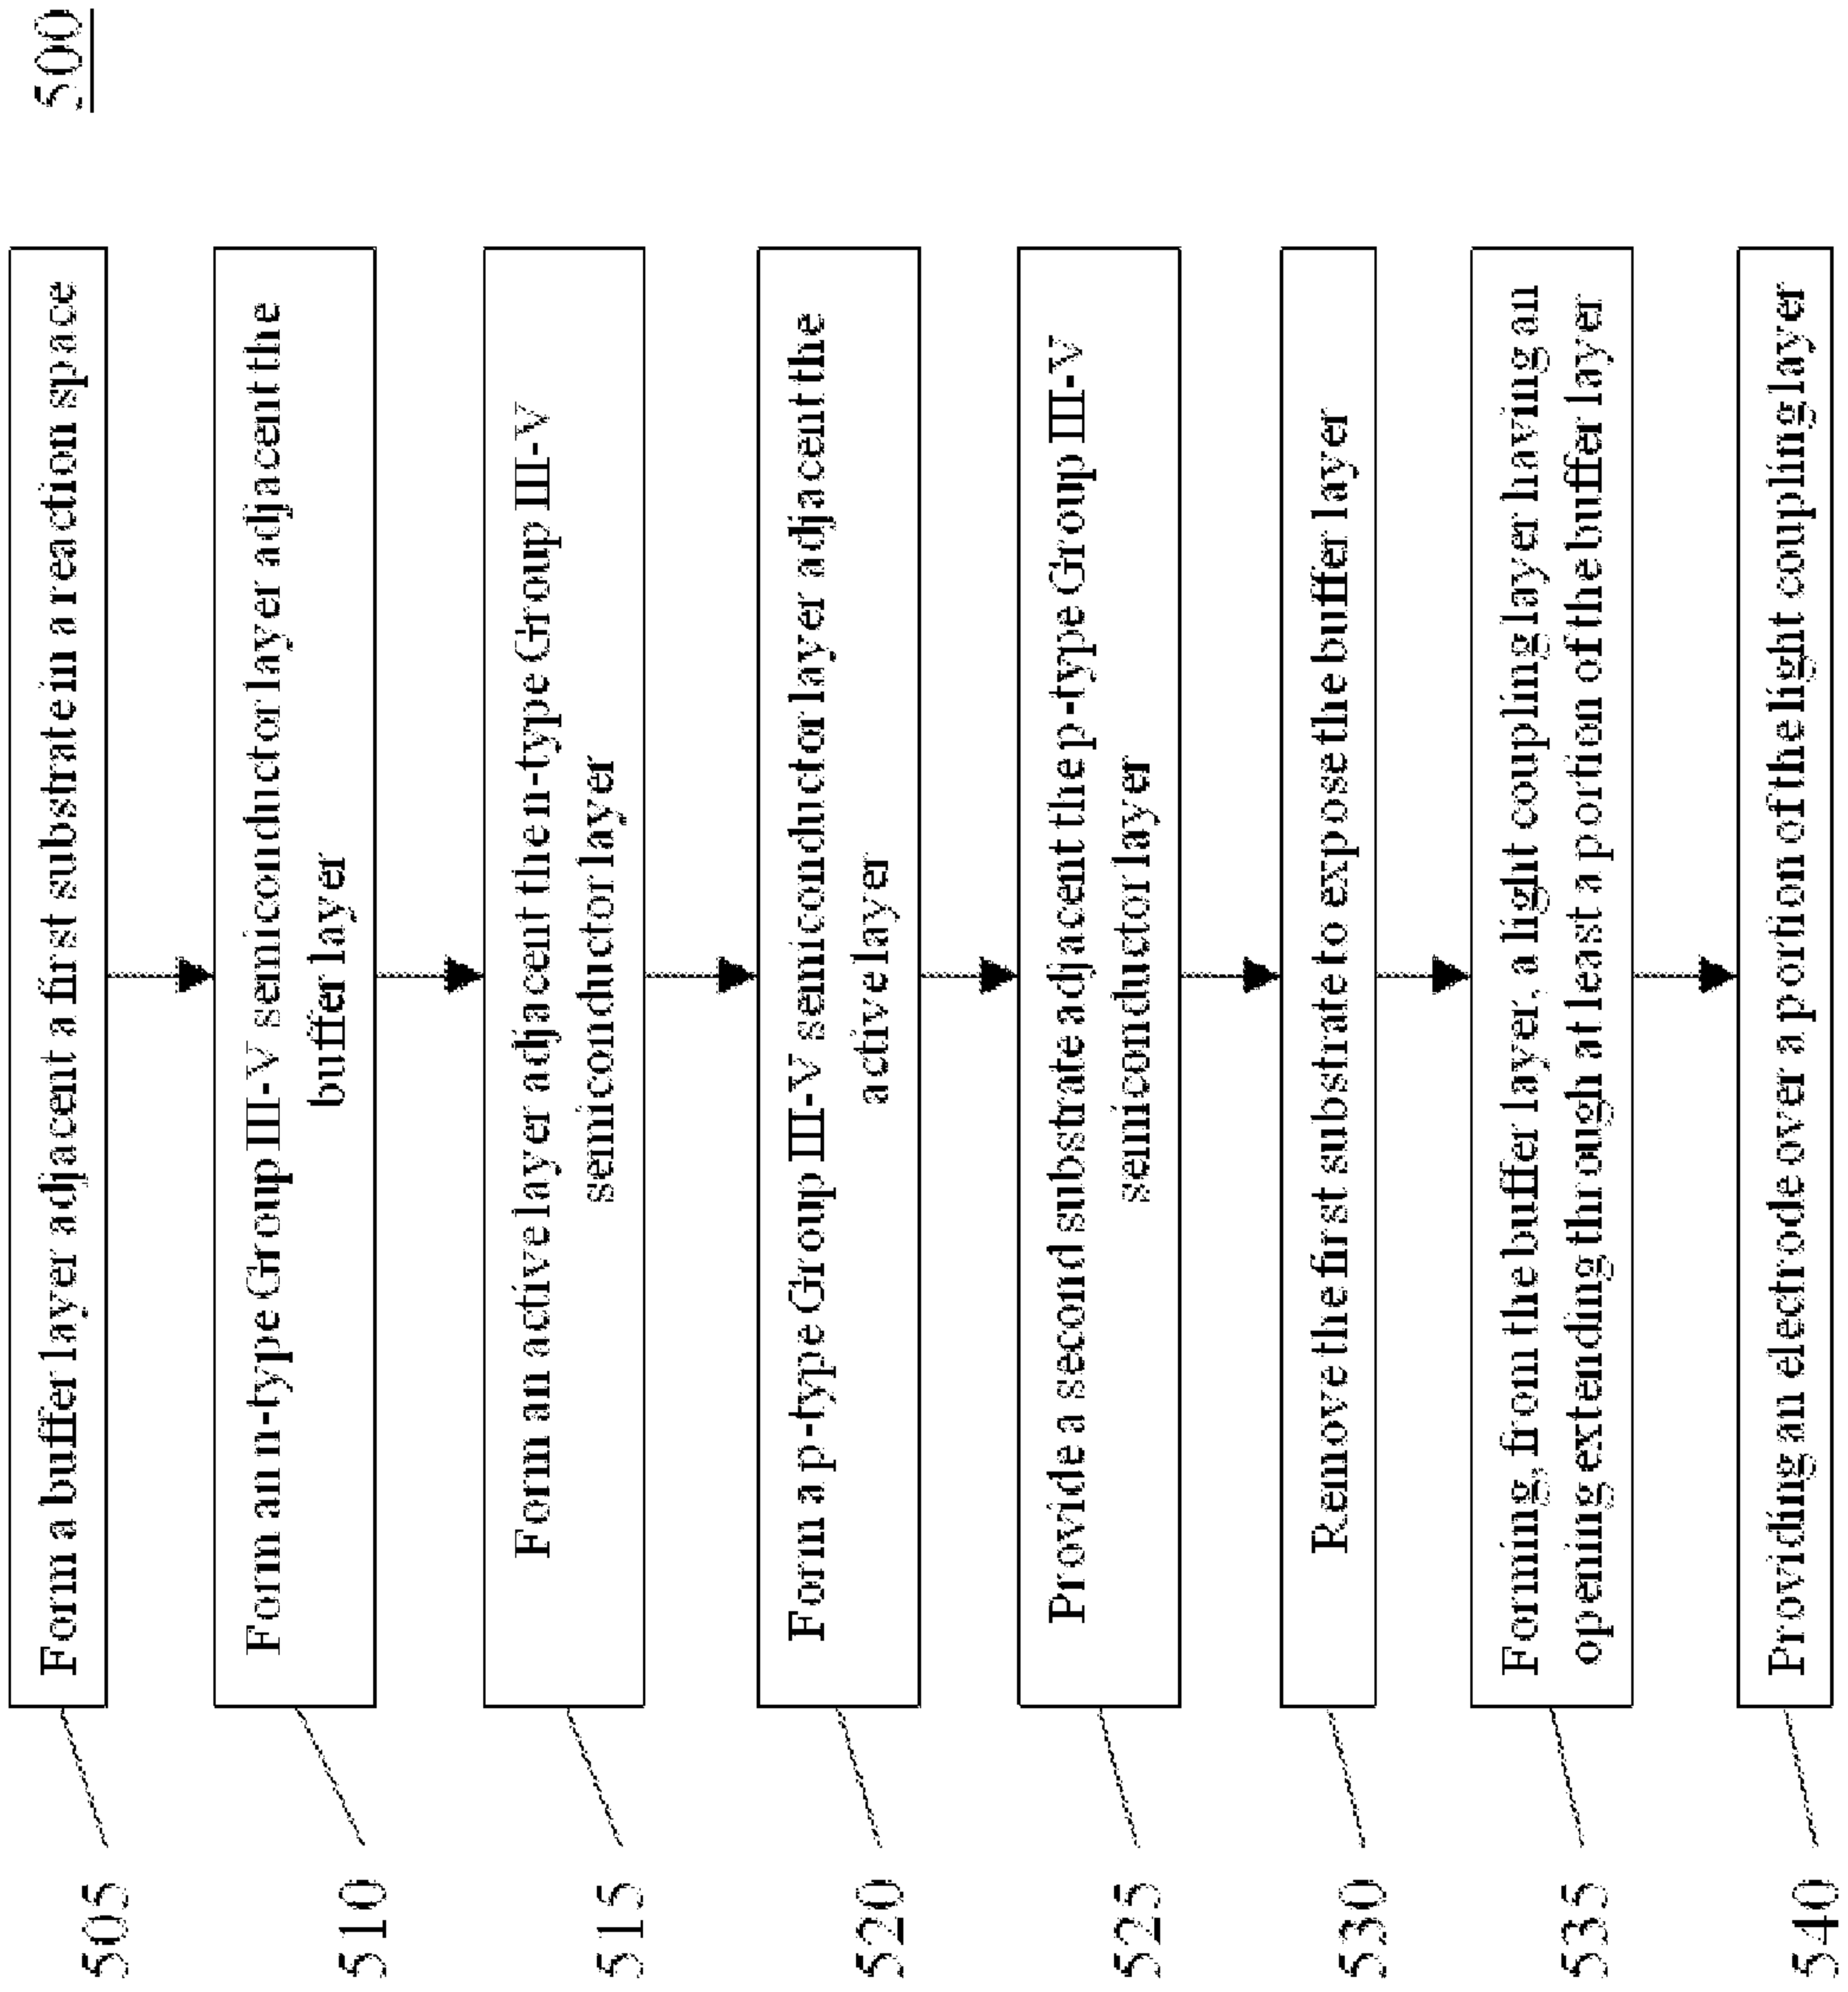 500
505
Form a buffer layer adjacent a first substrate in a reaction space
510
Form an n-type Group III-V semiconductor layer adjacent the
buffer layer
515
Form an active layer adjacent the n-type Group III-V
semiconductor layer
520
Form a p-type Group III-V semiconductor layer adjacent the
active layer
525
Provide a second substrate adjacent the p-type Group III-V
semiconductor layer
530
Remove the first substrate to expose the buffer layer
535
Forming, from the buffer layer, a light coupling layer having an
opening extending through at least a portion of the buffer layer
540
Providing an electrode over a portion of the light coupling layer